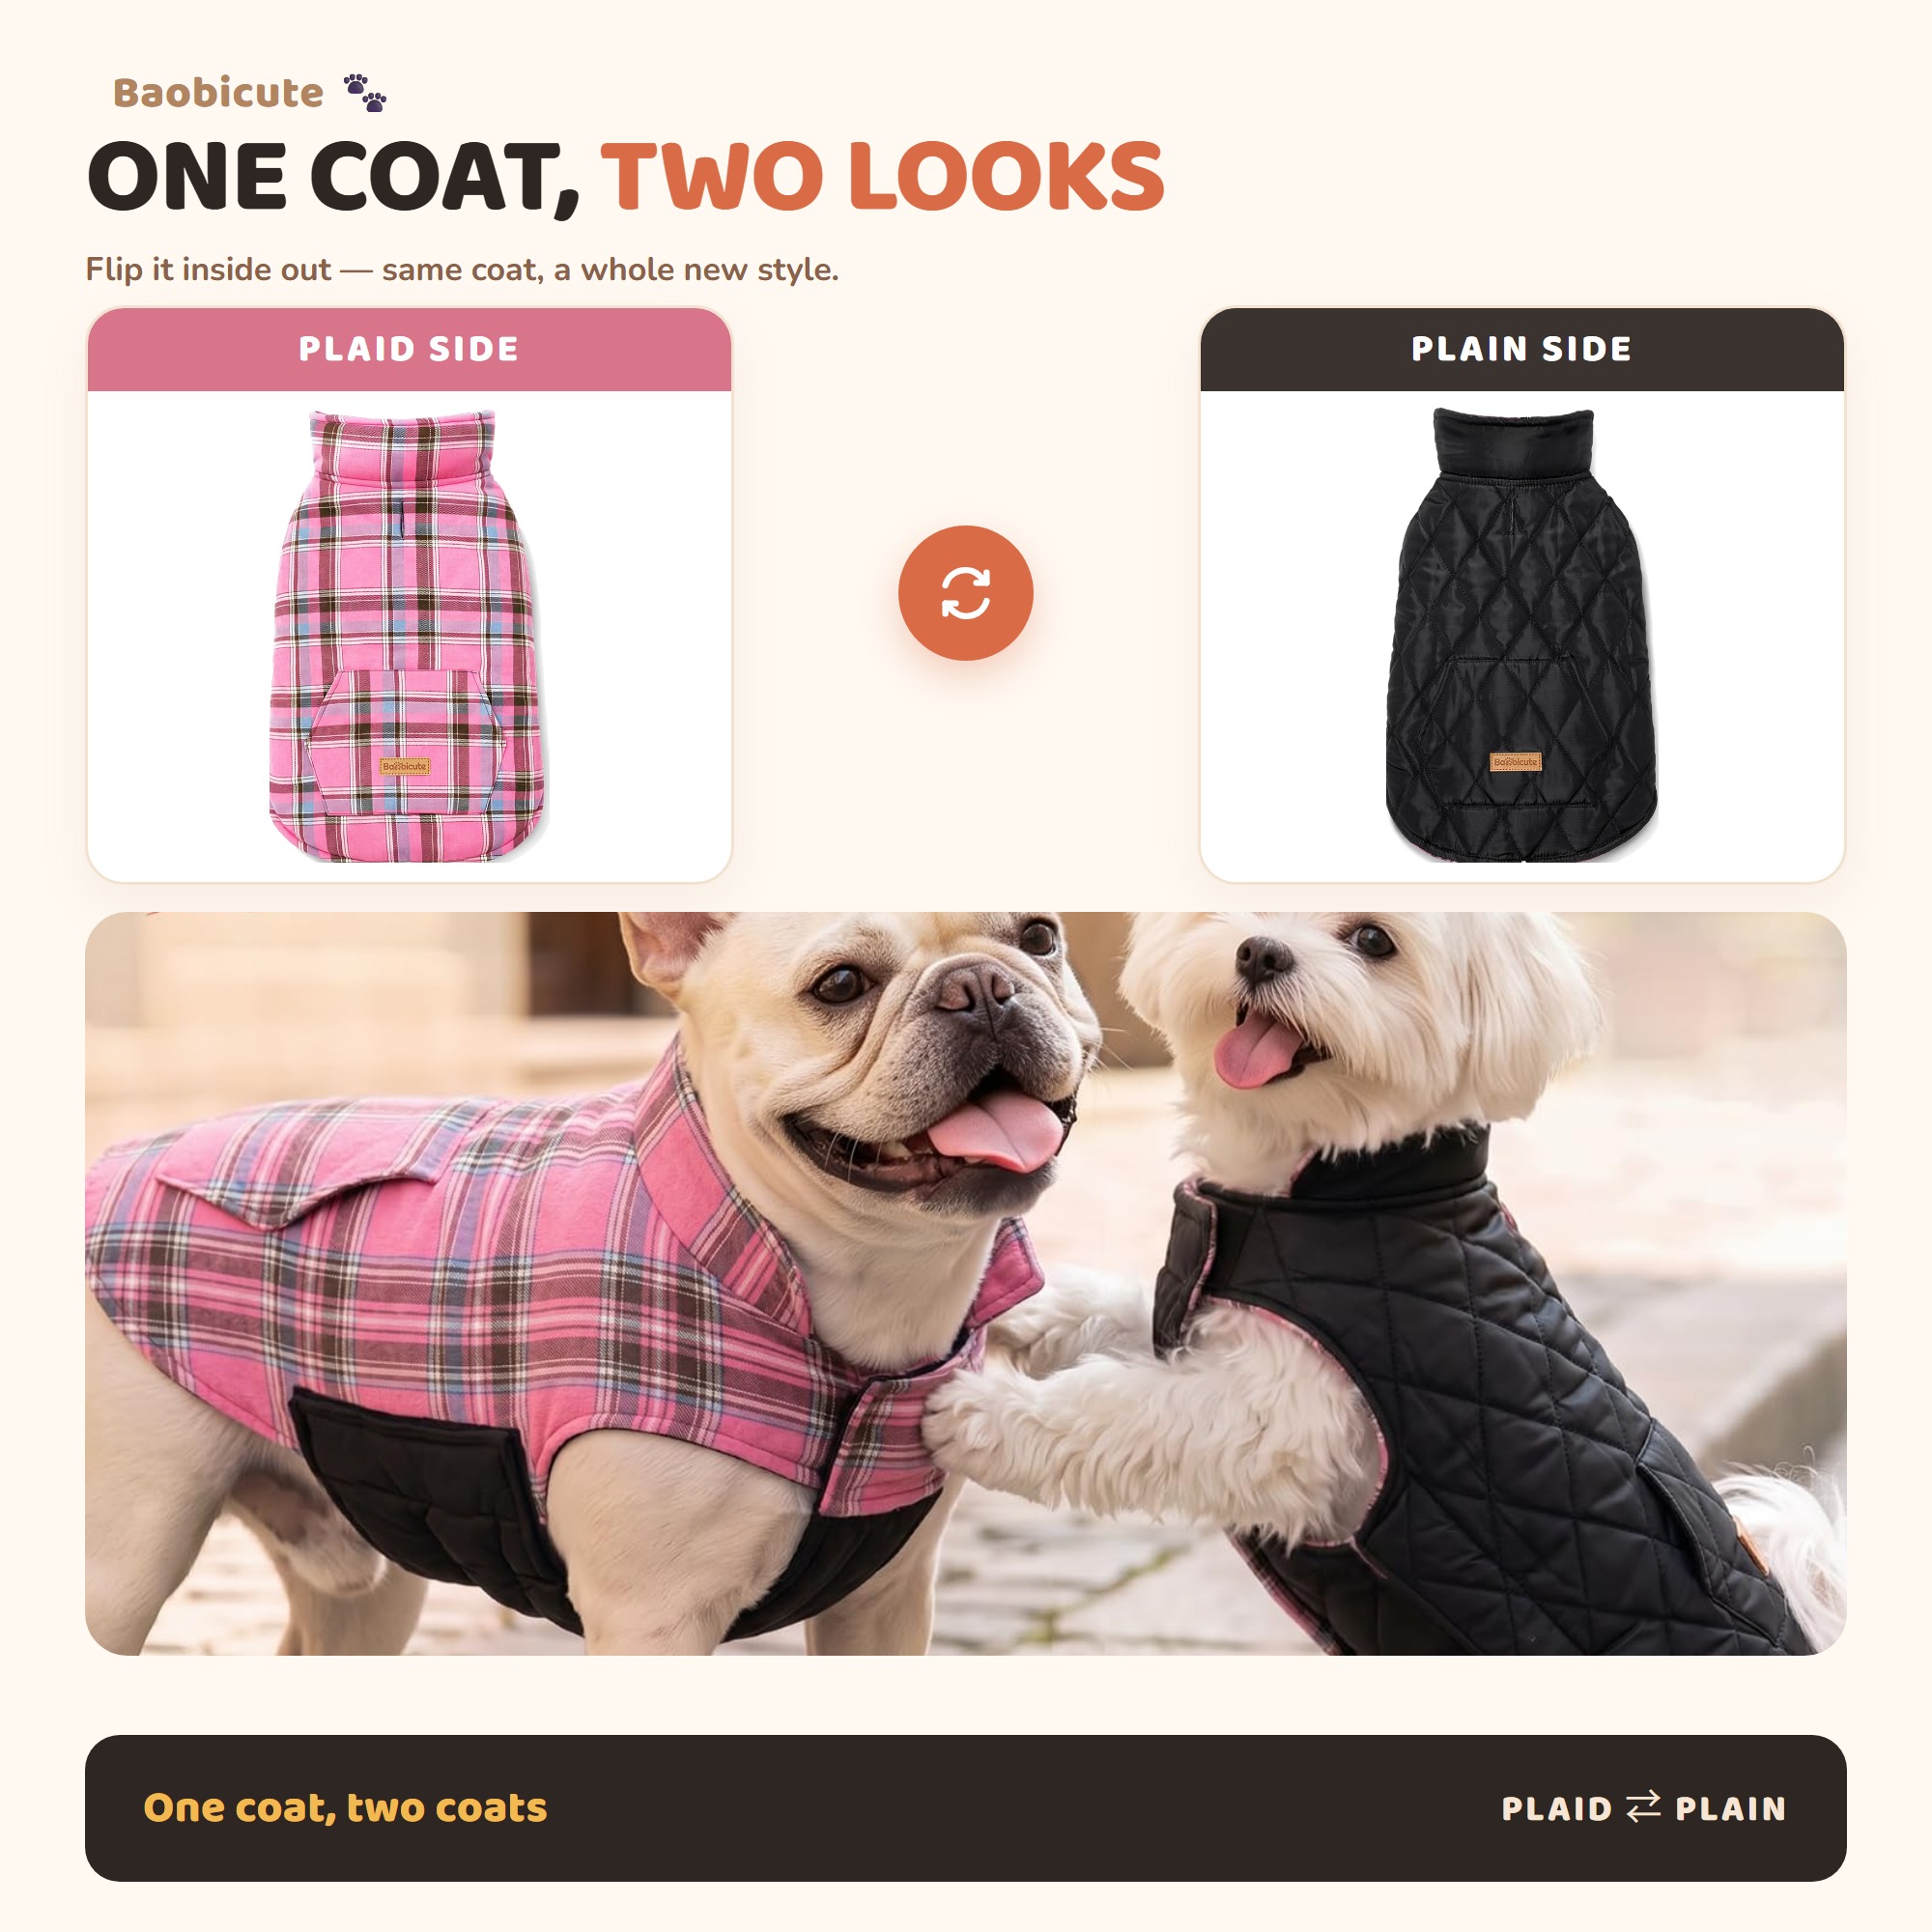 Baobicute
ONE COAT, TWO LOOKS
Flip it inside out — same coat, a whole new style.
PLAID SIDE
PLAIN SIDE
Baobicute
Baobicute
One coat, two coats
PLAID ⇄ PLAIN